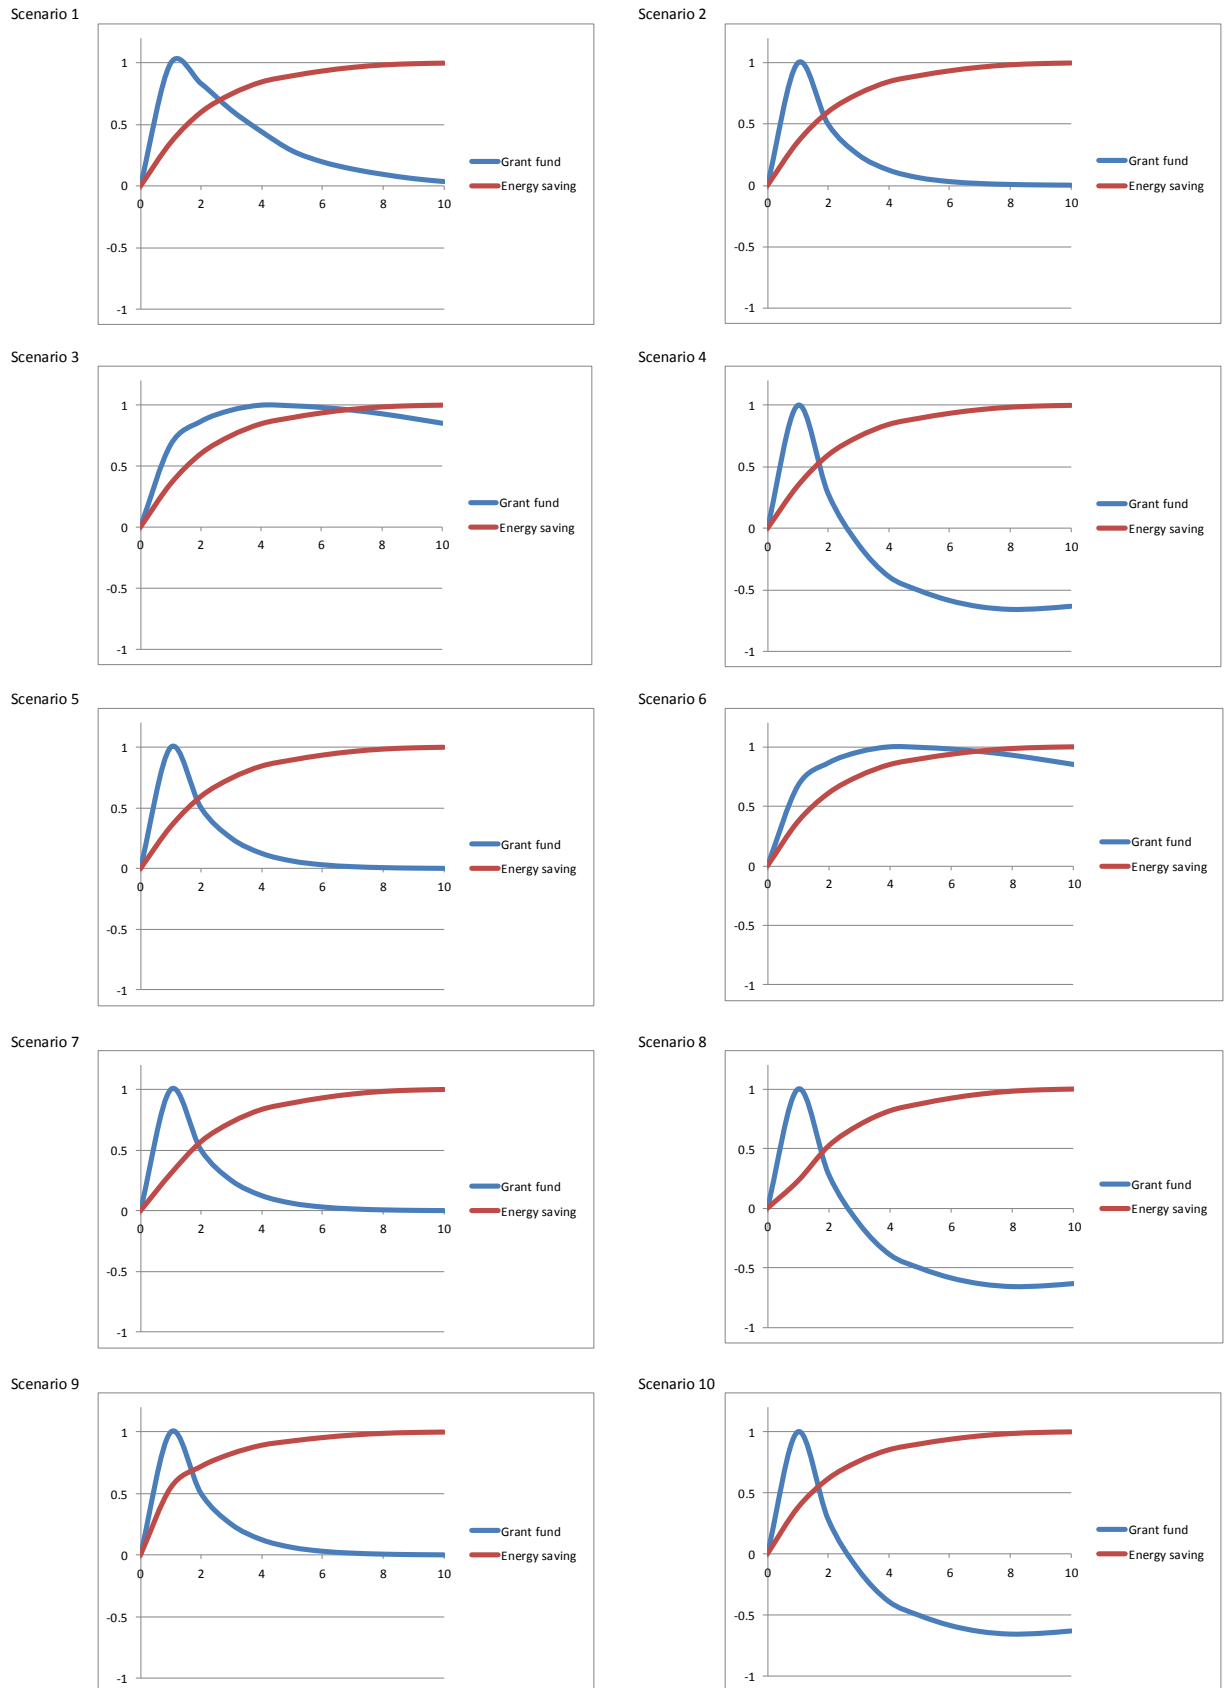 Scenario 1
1
0.5
0
-0.5
-1
0 2 4 6 8 10
Grant fund
Energy saving
Scenario 2
1
0.5
0
-0.5
-1
0 2 4 6 8 10
Grant fund
Energy saving
Scenario 3
1
0.5
0
-0.5
-1
0 2 4 6 8 10
Grant fund
Energy saving
Scenario 4
1
0.5
0
-0.5
-1
0 2 4 6 8 10
Grant fund
Energy saving
Scenario 5
1
0.5
0
-0.5
-1
0 2 4 6 8 10
Grant fund
Energy saving
Scenario 6
1
0.5
0
-0.5
-1
0 2 4 6 8 10
Grant fund
Energy saving
Scenario 7
1
0.5
0
-0.5
-1
0 2 4 6 8 10
Grant fund
Energy saving
Scenario 8
1
0.5
0
-0.5
-1
0 2 4 6 8 10
Grant fund
Energy saving
Scenario 9
1
0.5
0
-0.5
-1
0 2 4 6 8 10
Grant fund
Energy saving
Scenario 10
1
0.5
0
-0.5
-1
0 2 4 6 8 10
Grant fund
Energy saving